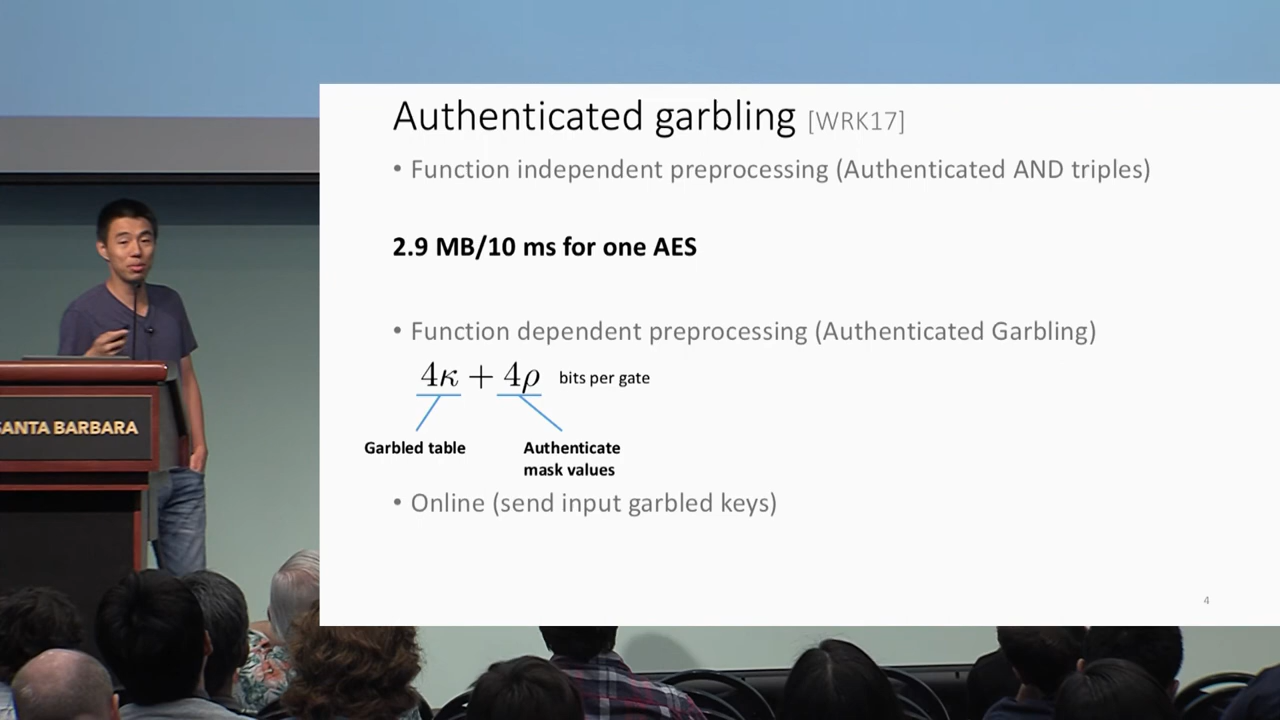 Authenticated garbling [WRK17]
• Function independent preprocessing (Authenticated AND triples)
2.9 MB/10 ms for one AES
• Function dependent preprocessing (Authenticated Garbling)
4κ + 4ρ bits per gate
Garbled table
Authenticate
mask values
• Online (send input garbled keys)
4
SANTA BARBARA